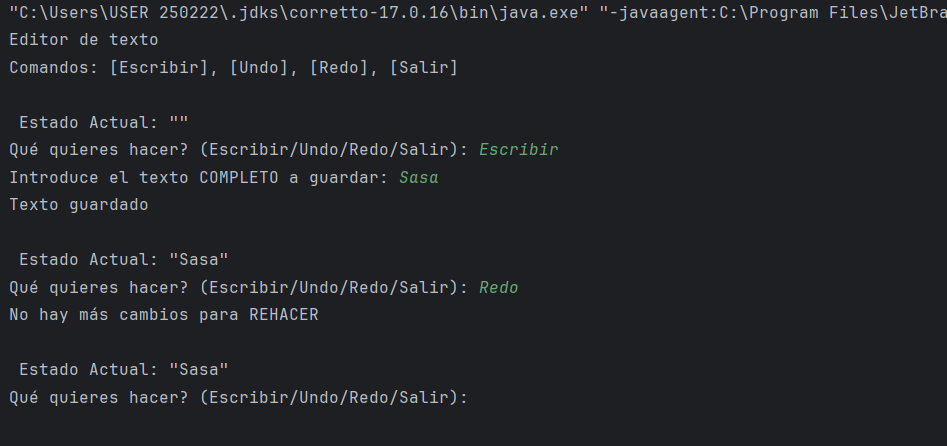 "C:\Users\USER 250222\.jdks\corretto-17.0.16\bin\java.exe" "-javaagent:C:\Program Files\JetBra
Editor de texto
Comandos: [Escribir], [Undo], [Redo], [Salir]
Estado Actual: ""
Qué quieres hacer? (Escribir/Undo/Redo/Salir): Escribir
Introduce el texto COMPLETO a guardar: Sasa
Texto guardado
Estado Actual: "Sasa"
Qué quieres hacer? (Escribir/Undo/Redo/Salir): Redo
No hay más cambios para REHACER
Estado Actual: "Sasa"
Qué quieres hacer? (Escribir/Undo/Redo/Salir):